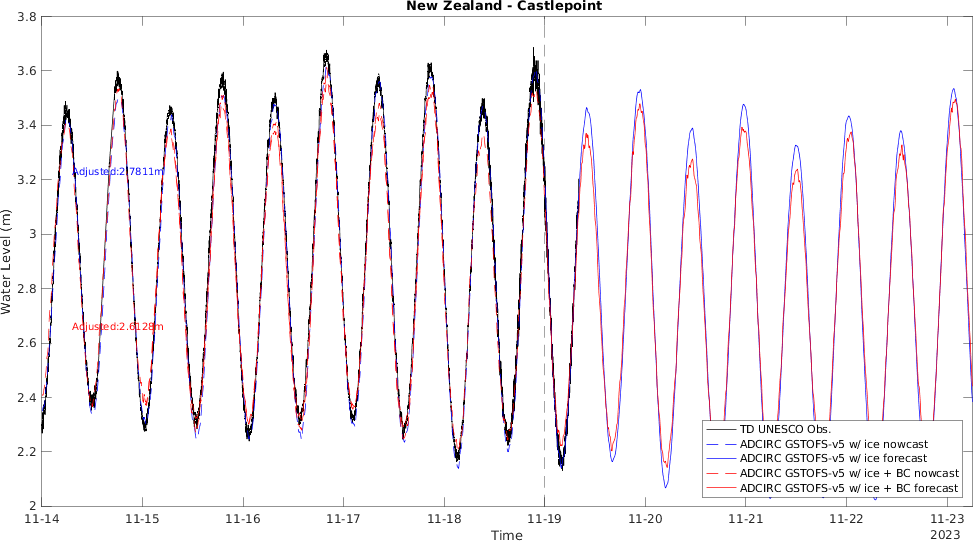 New Zealand - Castlepoint
Water Level (m)
3.8
3.6
3.4
3.2
3
2.8
2.6
2.4
2.2
2
Adjusted:2.7811m
Adjusted:2.6128m
TD UNESCO Obs.
ADCIRC GSTOFS-v5 w/ ice nowcast
ADCIRC GSTOFS-v5 w/ ice forecast
ADCIRC GSTOFS-v5 w/ ice + BC nowcast
ADCIRC GSTOFS-v5 w/ ice + BC forecast
11-14 11-15 11-16 11-17 11-18 11-19 11-20 11-21 11-22 11-23
2023
Time